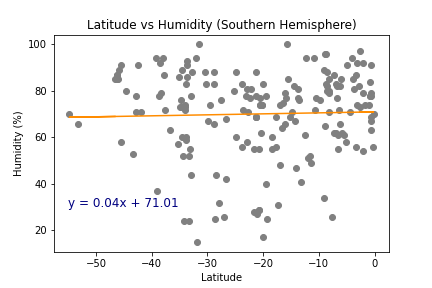 Latitude vs Humidity (Southern Hemisphere)
100
80
60
40
20
Humidity (%)
y = 0.04x + 71.01
−50
−40
−30
−20
−10
0
Latitude